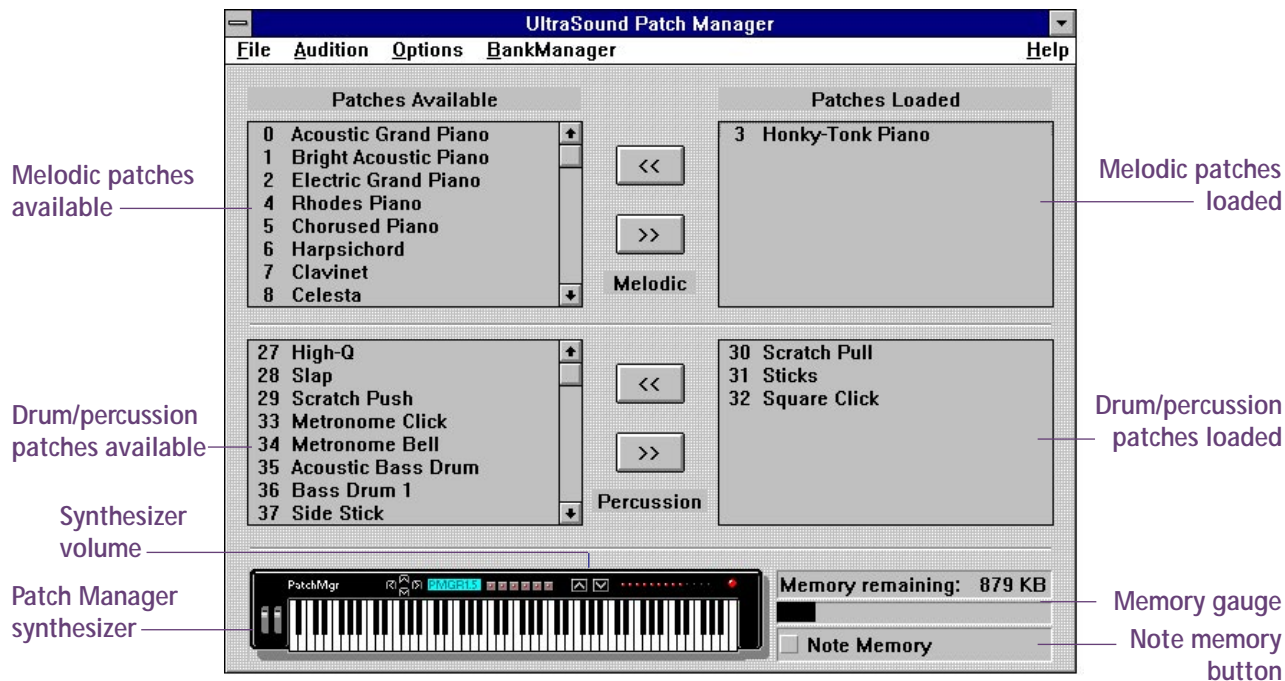 UltraSound Patch Manager
File Audition Options BankManager Help
Patches Available
Patches Loaded
0 Acoustic Grand Piano
1 Bright Acoustic Piano
2 Electric Grand Piano
4 Rhodes Piano
5 Chorused Piano
6 Harpsichord
7 Clavinet
8 Celesta
<<
>>
Melodic
3 Honky-Tonk Piano
Melodic patches
available
Melodic patches
loaded
27 High-Q
28 Slap
29 Scratch Push
33 Metronome Click
34 Metronome Bell
35 Acoustic Bass Drum
36 Bass Drum 1
37 Side Stick
<<
>>
Percussion
30 Scratch Pull
31 Sticks
32 Square Click
Drum/percussion
patches available
Drum/percussion
patches loaded
Synthesizer
volume
Patch Manager
synthesizer
PatchMgr
PMGR1.5
Memory remaining: 879 KB
Note Memory
Memory gauge
Note memory
button